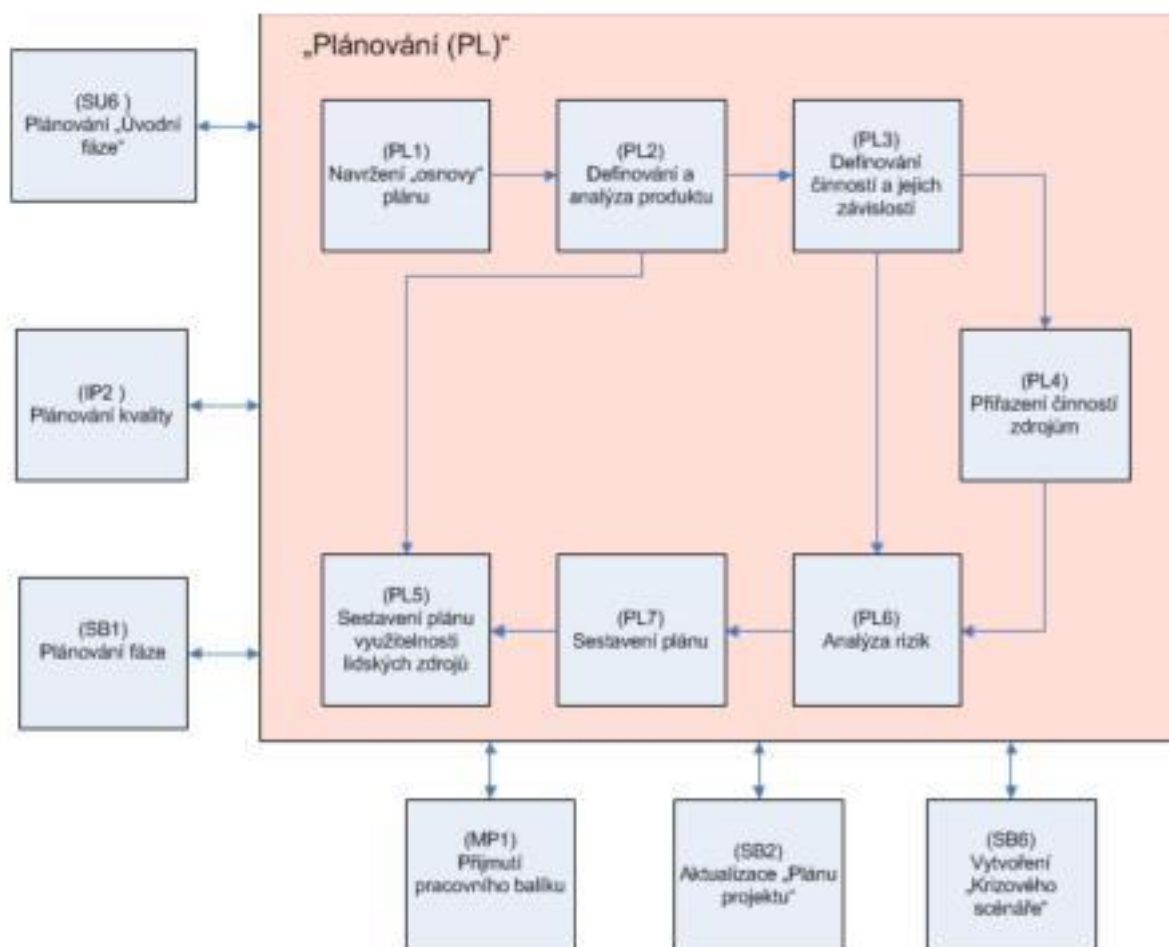 „Plánování (PL)“
(SU6 )
Plánování „Úvodní
fáze“
(PL1)
Navržení „osnovy“
plánu
(PL2)
Definování a
analýza produktu
(PL3)
Definování
činností a jejich
závislostí
(IP2 )
Plánování kvality
(PL4)
Přiřazení činností
zdrojům
(SB1)
Plánování fáze
(PL5)
Sestavení plánu
využitelnosti
lidských zdrojů
(PL7)
Sestavení plánu
(PL6)
Analýza rizik
(MP1)
Přijmutí
pracovního balíku
(SB2)
Aktualizace „Plánu
projektu“
(SB6)
Vytvoření
„Krizového
scénáře“